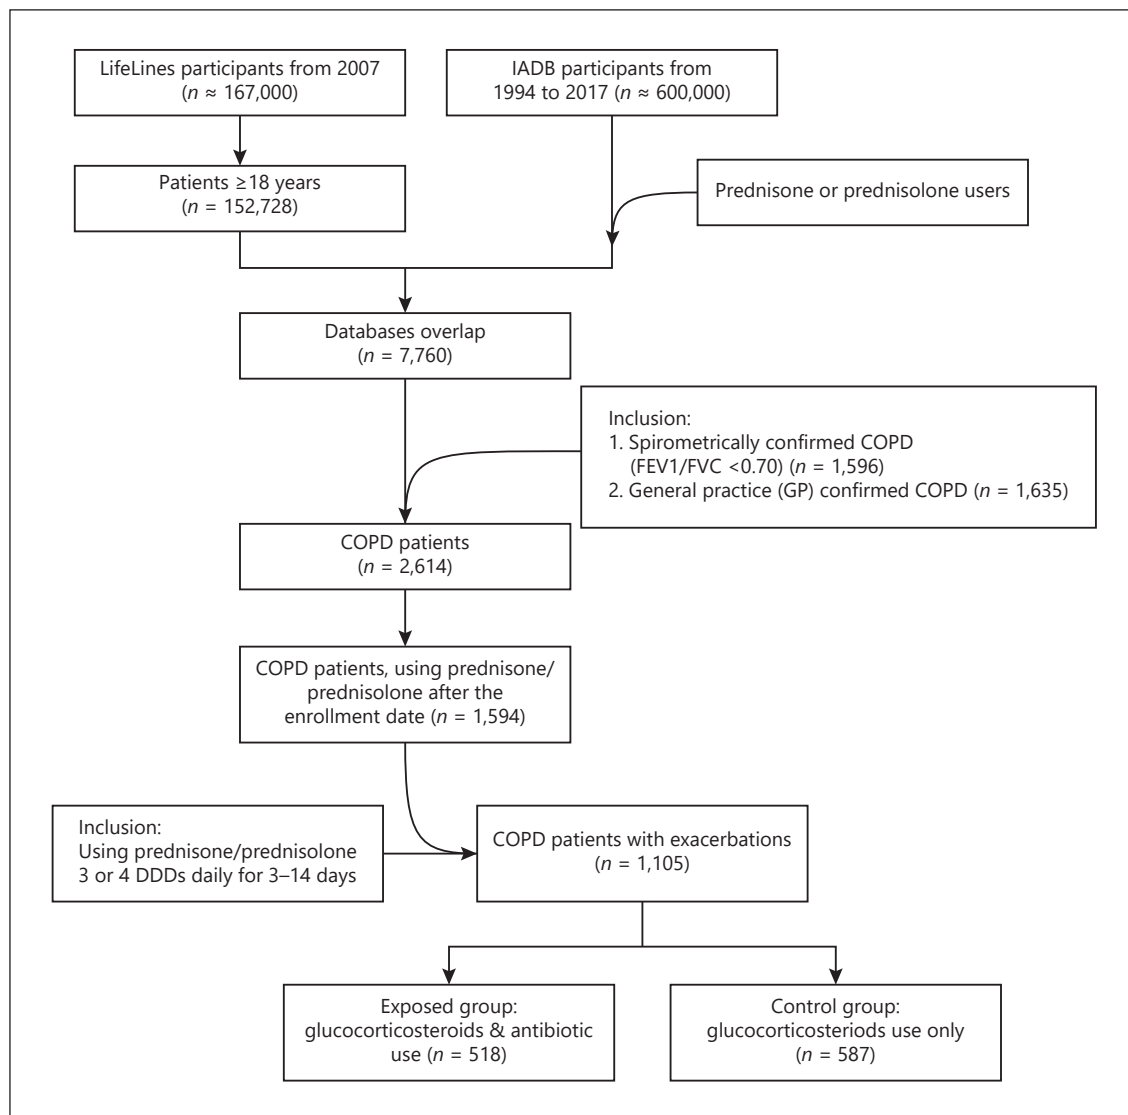 LifeLines participants from 2007
(n ≈ 167,000)
IADB participants from
1994 to 2017 (n ≈ 600,000)
Patients ≥18 years
(n = 152,728)
Prednisone or prednisolone users
Databases overlap
(n = 7,760)
Inclusion:
1. Spirometrically confirmed COPD
(FEV1/FVC <0.70) (n = 1,596)
2. General practice (GP) confirmed COPD (n = 1,635)
COPD patients
(n = 2,614)
COPD patients, using prednisone/
prednisolone after the
enrollment date (n = 1,594)
Inclusion:
Using prednisone/prednisolone
3 or 4 DDDs daily for 3–14 days
COPD patients with exacerbations
(n = 1,105)
Exposed group:
glucocorticosteroids & antibiotic
use (n = 518)
Control group:
glucocorticosteriods use only
(n = 587)